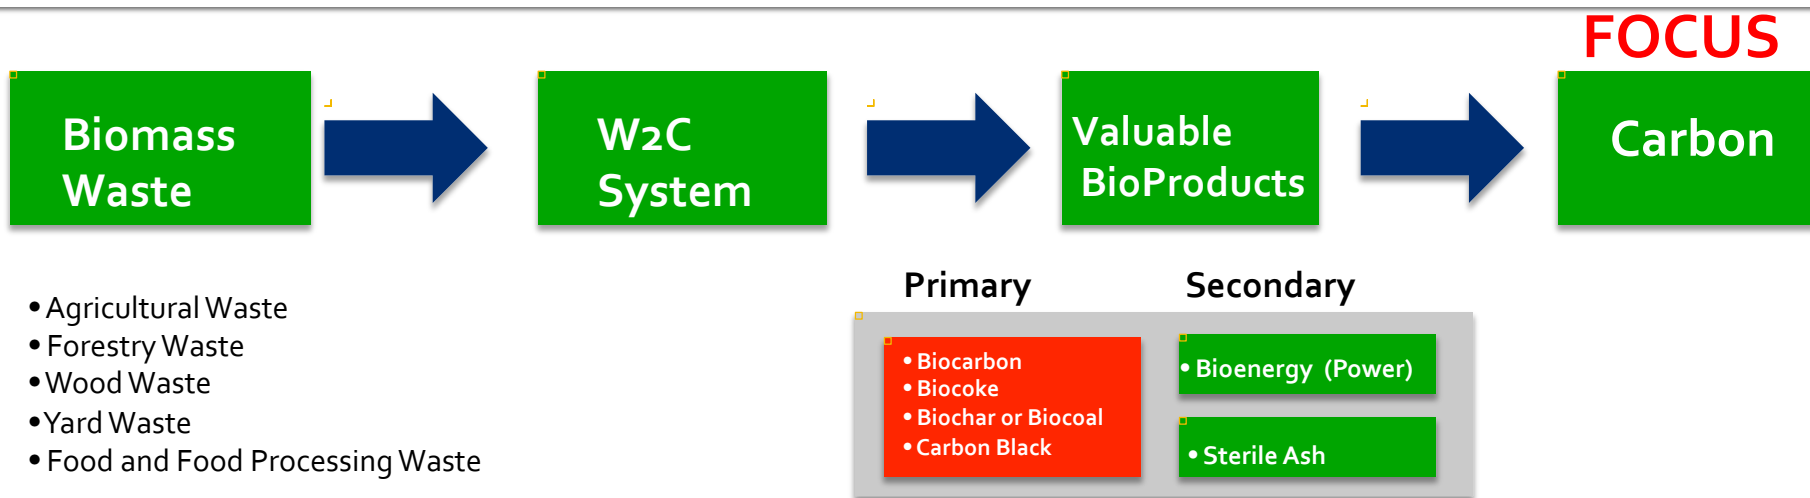 FOCUS
Biomass
Waste
W2C
System
Valuable
BioProducts
Carbon
• Agricultural Waste
• Forestry Waste
• Wood Waste
• Yard Waste
• Food and Food Processing Waste
Primary
Secondary
• Biocarbon
• Biocoke
• Biochar or Biocoal
• Carbon Black
• Bioenergy (Power)
• Sterile Ash